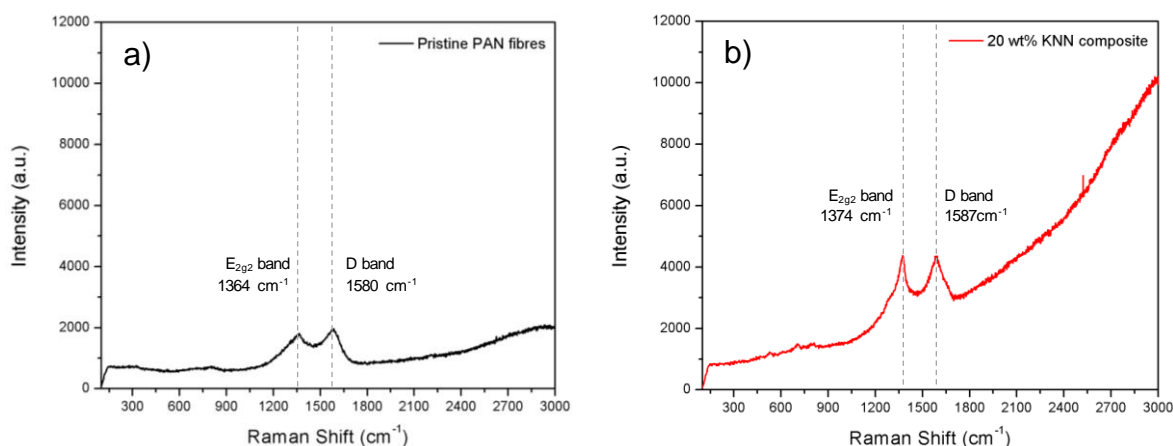 a)
Pristine PAN fibres
12000
10000
8000
6000
4000
2000
0
Intensity (a.u.)
E2g2 band
1364 cm-1
D band
1580 cm-1
300 600 900 1200 1500 1800 2100 2400 2700 3000
Raman Shift (cm-1)
b)
20 wt% KNN composite
12000
10000
8000
6000
4000
2000
0
Intensity (a.u.)
E2g2 band
1374 cm-1
D band
1587cm-1
300 600 900 1200 1500 1800 2100 2400 2700 3000
Raman Shift (cm-1)